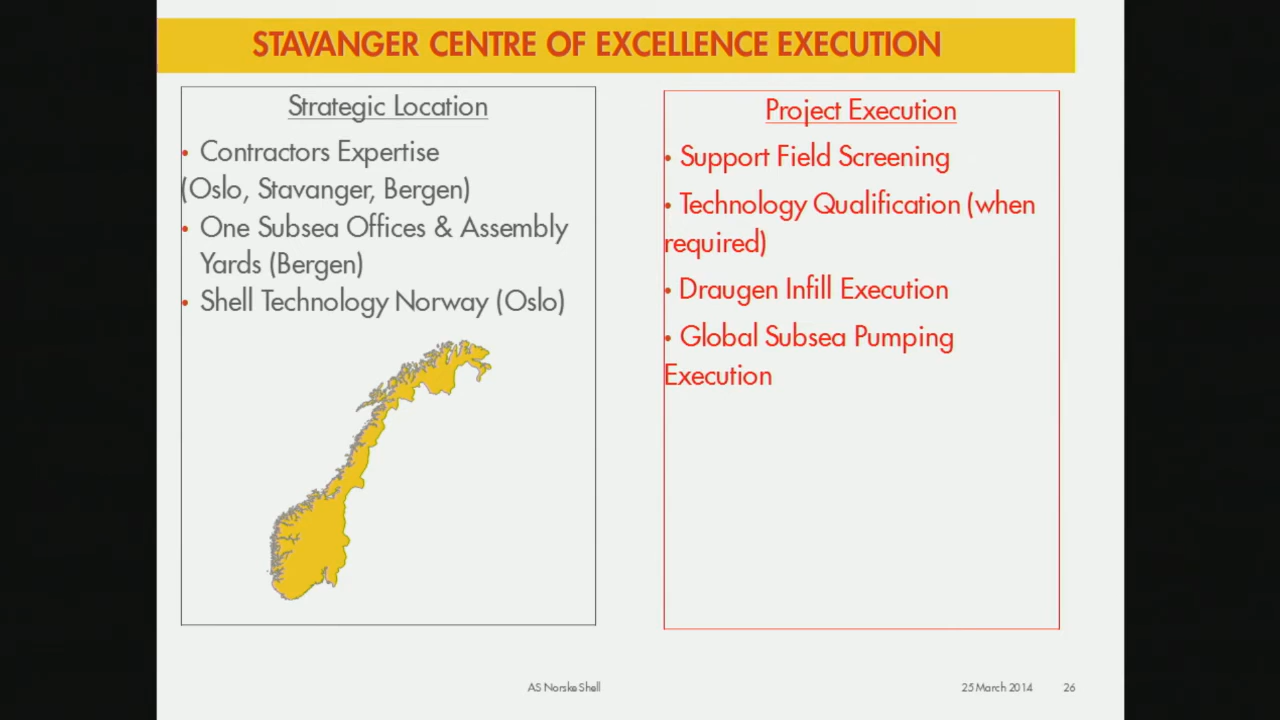 STAVANGER CENTRE OF EXCELLENCE EXECUTION
Strategic Location
• Contractors Expertise
(Oslo, Stavanger, Bergen)
• One Subsea Offices & Assembly
Yards (Bergen)
• Shell Technology Norway (Oslo)
Project Execution
• Support Field Screening
• Technology Qualification (when
required)
• Draugen Infill Execution
• Global Subsea Pumping
Execution
AS Norske Shell
25 March 2014
26